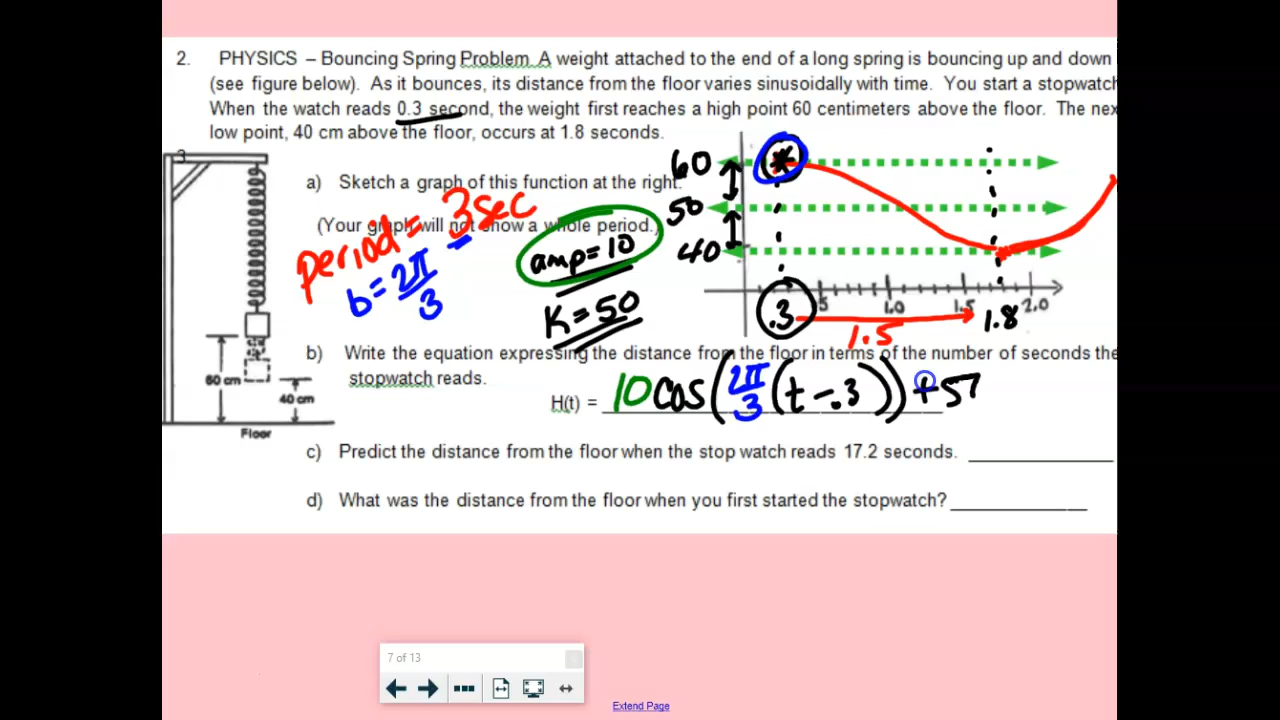 2. PHYSICS – Bouncing Spring Problem. A weight attached to the end of a long spring is bouncing up and down
(see figure below). As it bounces, its distance from the floor varies sinusoidally with time. You start a stopwatch
When the watch reads 0.3 second, the weight first reaches a high point 60 centimeters above the floor. The nex
low point, 40 cm above the floor, occurs at 1.8 seconds.
3
a) Sketch a graph of this function at the right.
(Your graph will not show a whole period.)
period = 3 sec
b = 2π/3
amp = 10
K = 50
60
50
40
.3 5 1.0 1.5 1.8 2.0
1.5
60 cm
40 cm
Floor
b) Write the equation expressing the distance from the floor in terms of the number of seconds the
stopwatch reads.
H(t) = 10cos(2π/3(t-.3))+5
c) Predict the distance from the floor when the stop watch reads 17.2 seconds.
d) What was the distance from the floor when you first started the stopwatch?
7 of 13
Extend Page